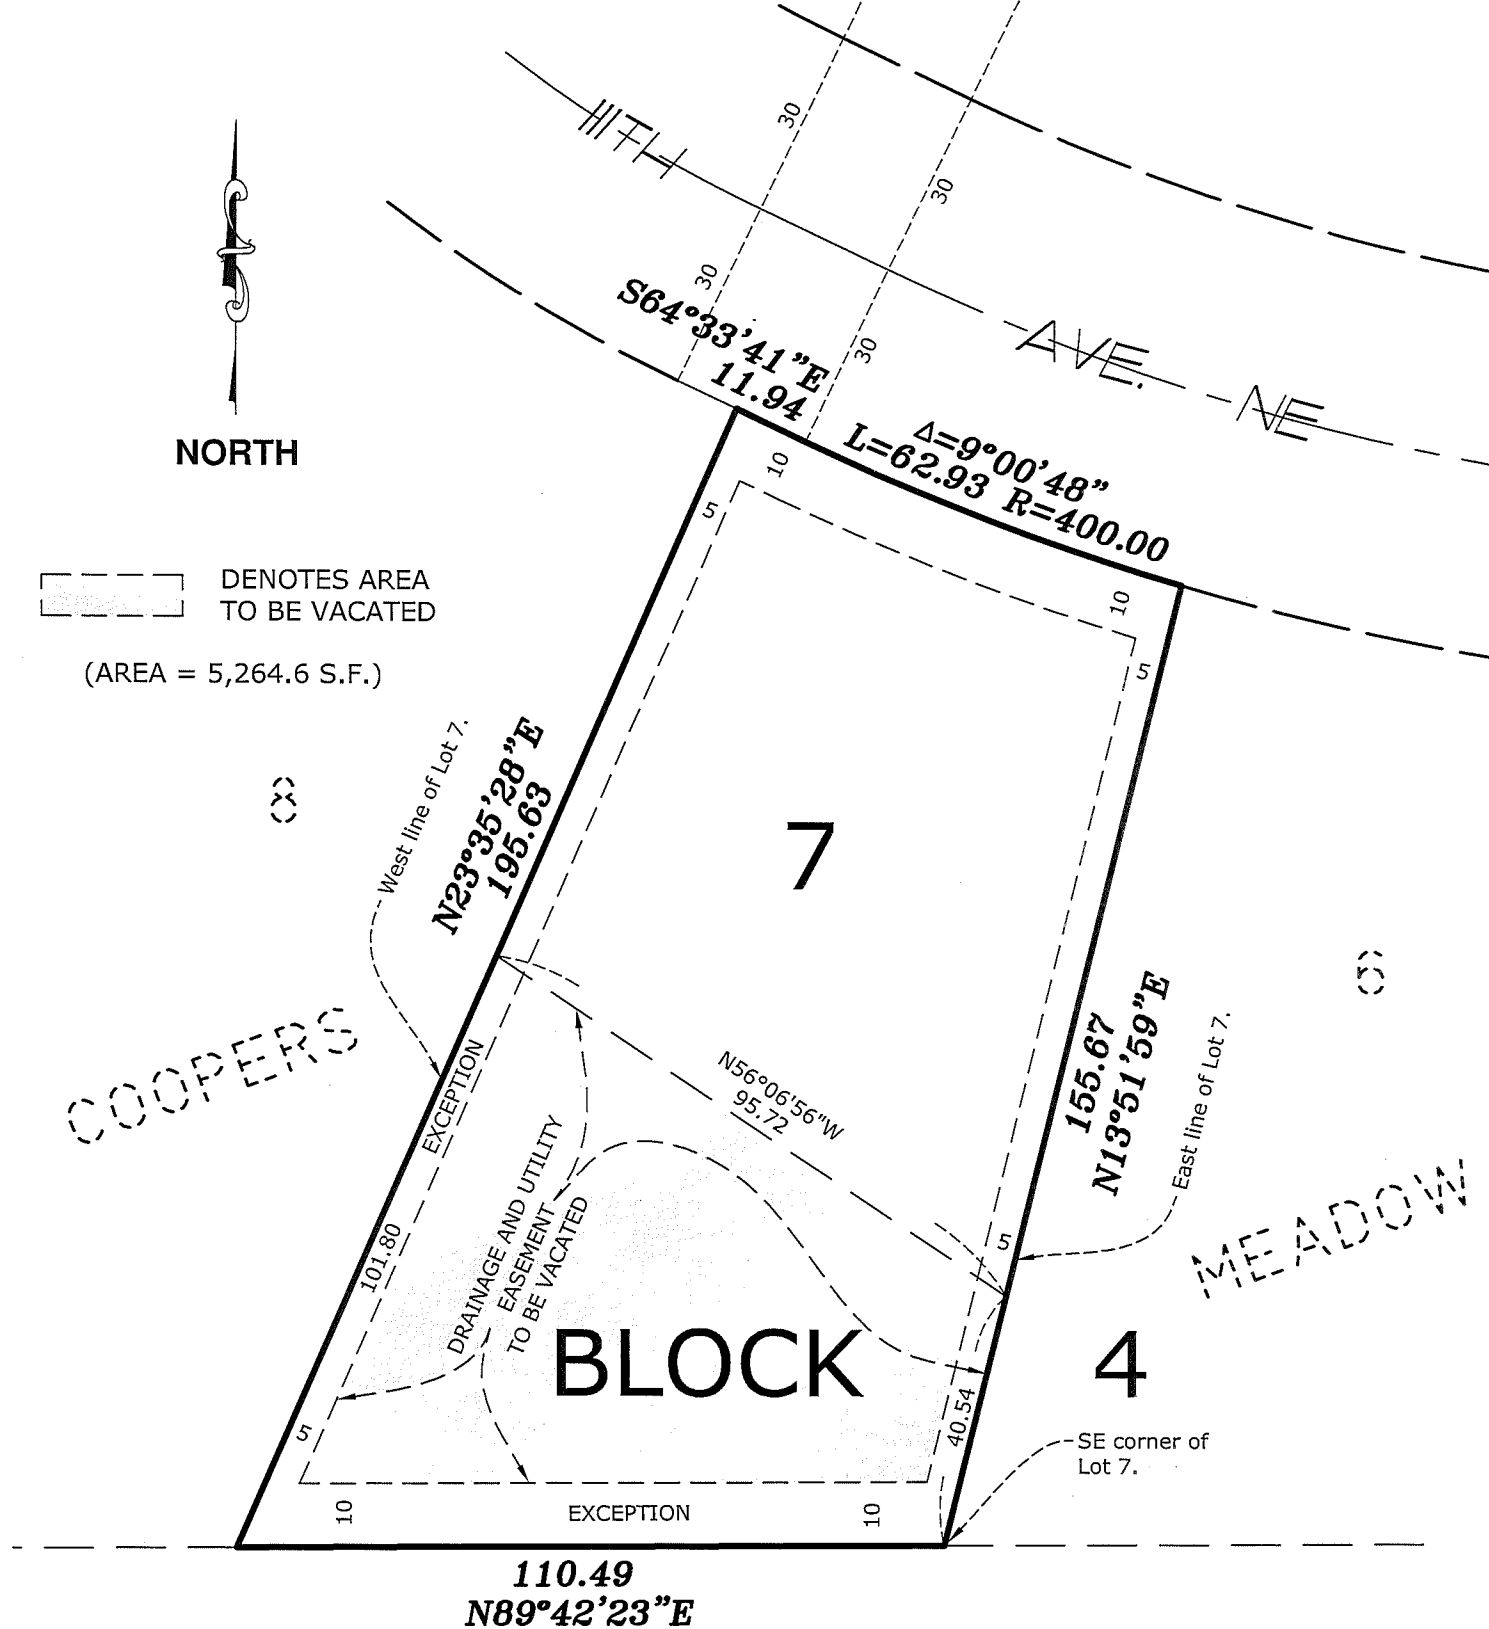 111TH
AVE.
NE
30
30
30
30
S64°33'41"E
11.94
Δ=9°00'48"
L=62.93 R=400.00
NORTH
DENOTES AREA
TO BE VACATED
(AREA = 5,264.6 S.F.)
10
5
10
5
West line of Lot 7.
N23°35'28"E
195.63
8
7
6
COOPERS
EXCEPTION
N56°06'56"W
95.72
155.67
N13°51'59"E
East line of Lot 7.
MEADOW
101.80
DRAINAGE AND UTILITY
EASEMENT
TO BE VACATED
5
BLOCK
4
40.54
SE corner of
Lot 7.
5
10
EXCEPTION
10
110.49
N89°42'23"E